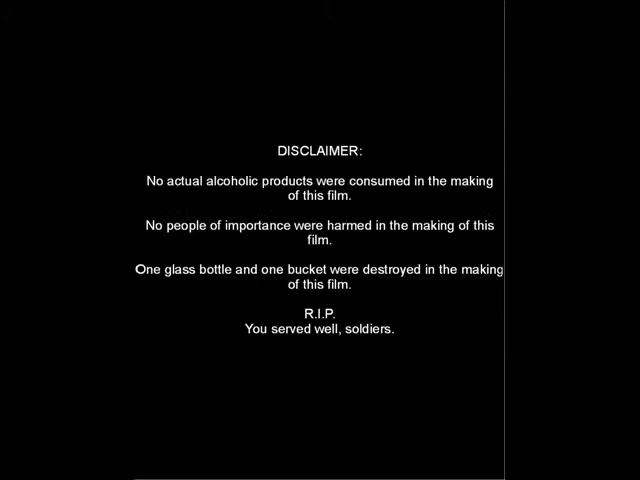 DISCLAIMER:
No actual alcoholic products were consumed in the making
of this film.
No people of importance were harmed in the making of this
film.
One glass bottle and one bucket were destroyed in the making
of this film.
R.I.P.
You served well, soldiers.